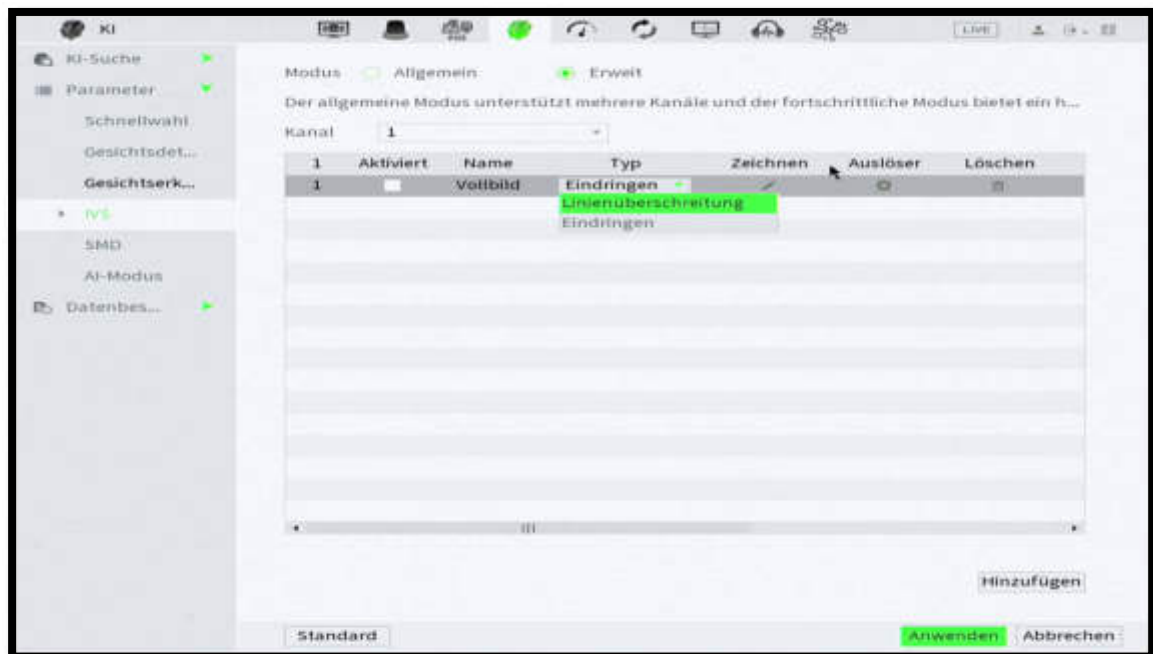 KI
LIVE
KI-Suche
Parameter
Schnellwahl
Gesichtsdet...
Gesichtserk...
IVS
SMD
AI-Modus
Datenbes...
Modus Allgemein Erweit
Der allgemeine Modus unterstützt mehrere Kanäle und der fortschrittliche Modus bietet ein h...
Kanal 1
1 Aktiviert Name Typ Zeichnen Auslöser Löschen
1 Vollbild Eindringen
Linienüberschreitung
Eindringen
Hinzufügen
Standard Anwenden Abbrechen